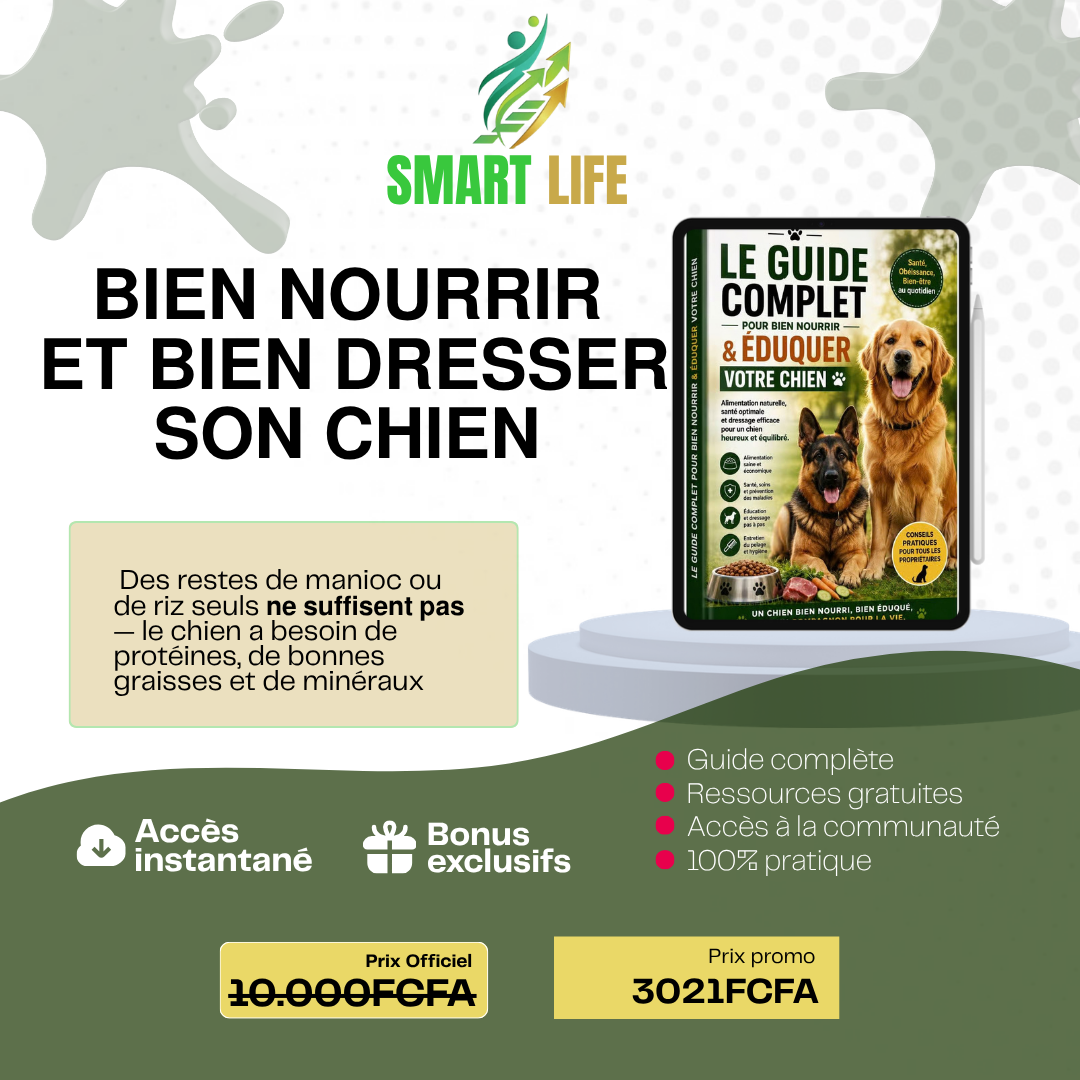 SMART LIFE
BIEN NOURRIR
ET BIEN DRESSER
SON CHIEN
LE GUIDE COMPLET POUR BIEN NOURRIR & ÉDUQUER VOTRE CHIEN
LE GUIDE
COMPLET
POUR BIEN NOURRIR
& ÉDUQUER
VOTRE CHIEN
Santé,
Obéissance,
Bien-être
au quotidien
Alimentation naturelle,
santé optimale
et dressage efficace
pour un chien
heureux et équilibré.
Alimentation
saine et
économique
Santé, soins
et prévention
des maladies
Éducation
et dressage
pas à pas
Entretien
du pelage
et hygiène
CONSEILS
PRATIQUES
POUR TOUS LES
PROPRIÉTAIRES
UN CHIEN BIEN NOURRI, BIEN ÉDUQUÉ,
POUR LA VIE.
Des restes de manioc ou
de riz seuls ne suffisent pas
— le chien a besoin de
protéines, de bonnes
graisses et de minéraux
Accès
instantané
Bonus
exclusifs
Guide complète
Ressources gratuites
Accès à la communauté
100% pratique
Prix Officiel
10.000FCFA
Prix promo
3021FCFA